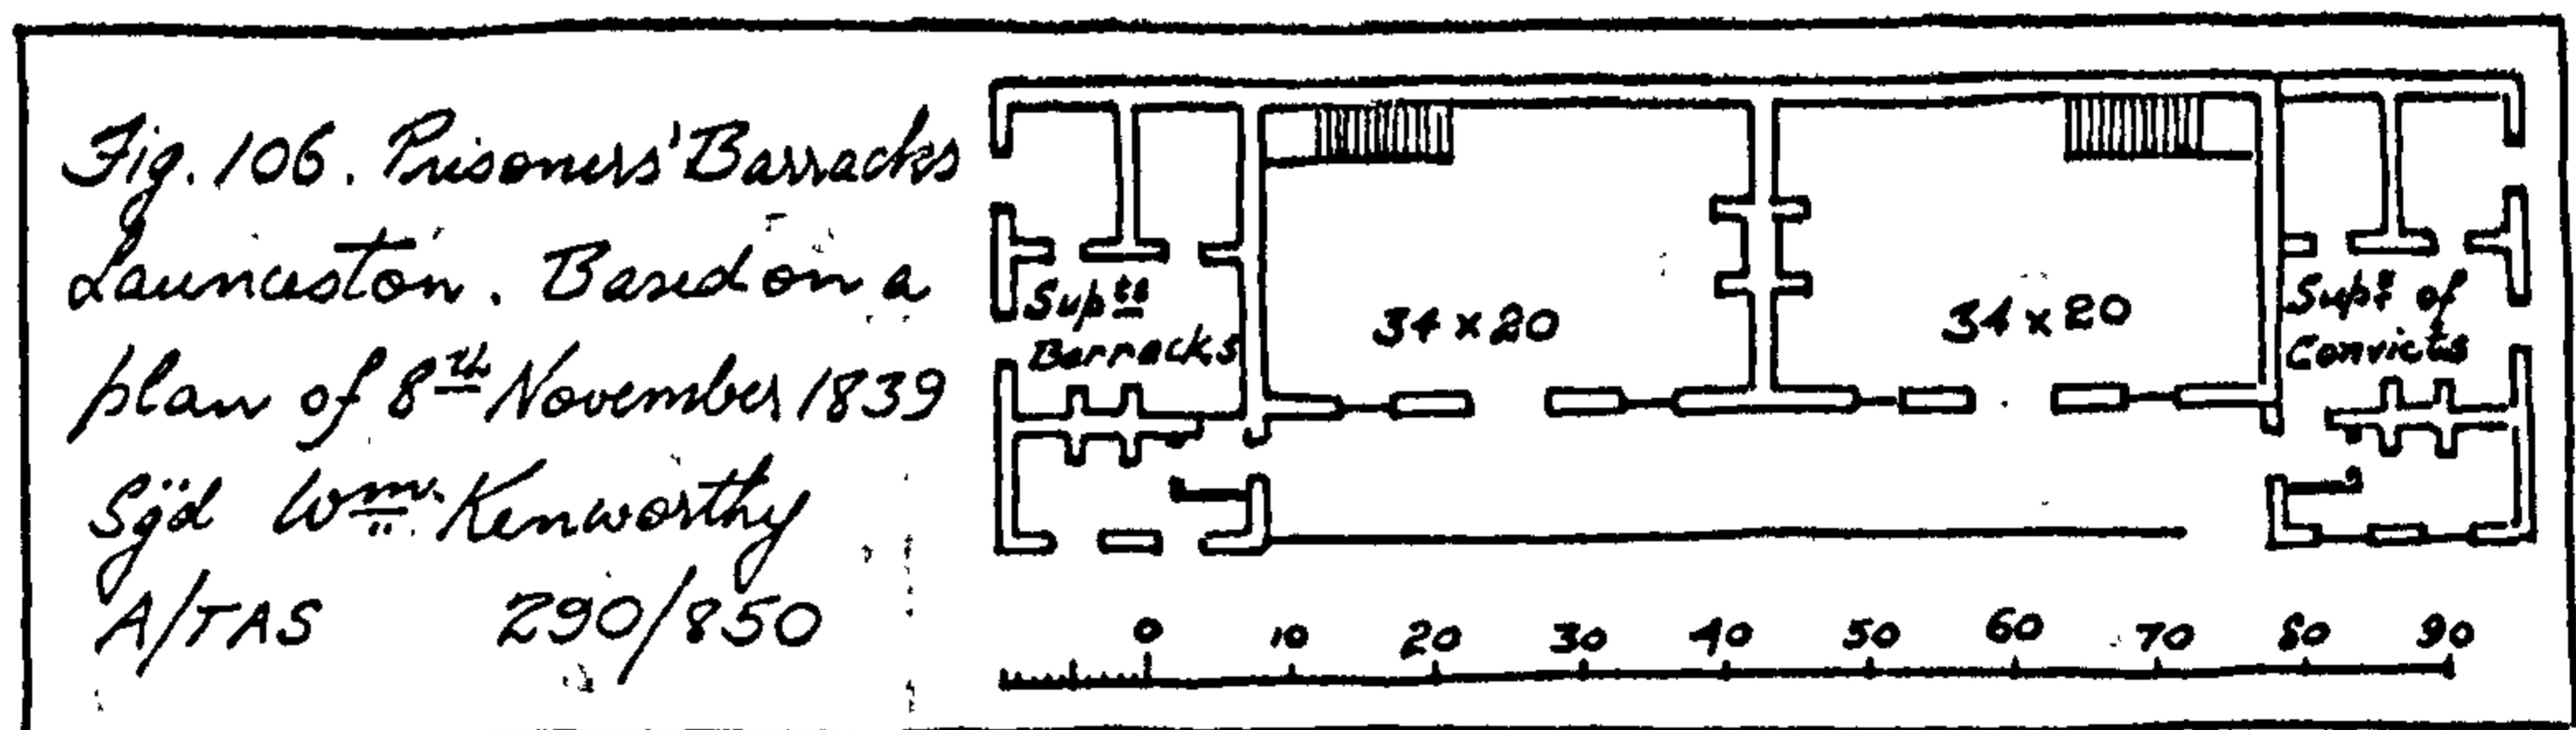 Fig. 106. Prisoners' Barracks
Launceston. Based on a
plan of 8th November 1839
Sgd Wm. Kenworthy
A/TAS 290/850
Supts
Barracks
34 x 20
34 x 20
Supt of
Convicts
0 10 20 30 40 50 60 70 80 90